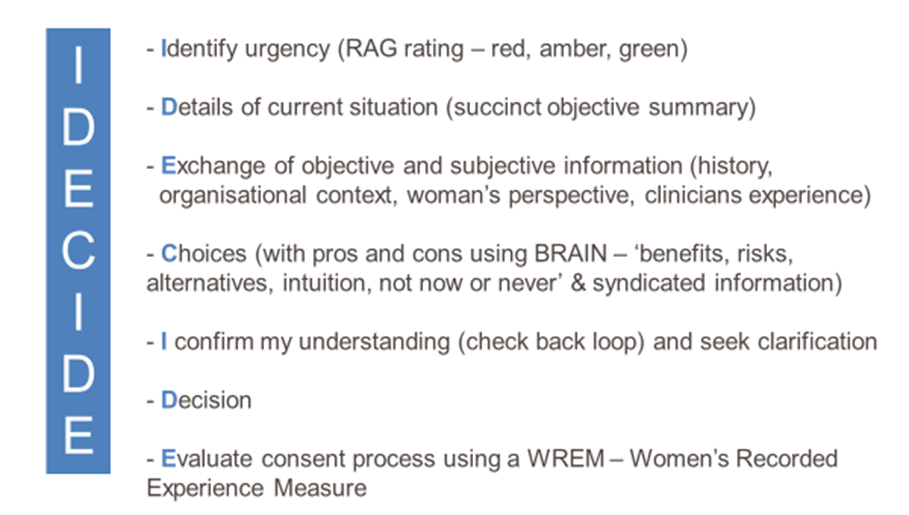 I
D
E
C
I
D
E
- Identify urgency (RAG rating – red, amber, green)
- Details of current situation (succinct objective summary)
- Exchange of objective and subjective information (history,
organisational context, woman's perspective, clinicians experience)
- Choices (with pros and cons using BRAIN – 'benefits, risks,
alternatives, intuition, not now or never' & syndicated information)
- I confirm my understanding (check back loop) and seek clarification
- Decision
- Evaluate consent process using a WREM – Women's Recorded
Experience Measure